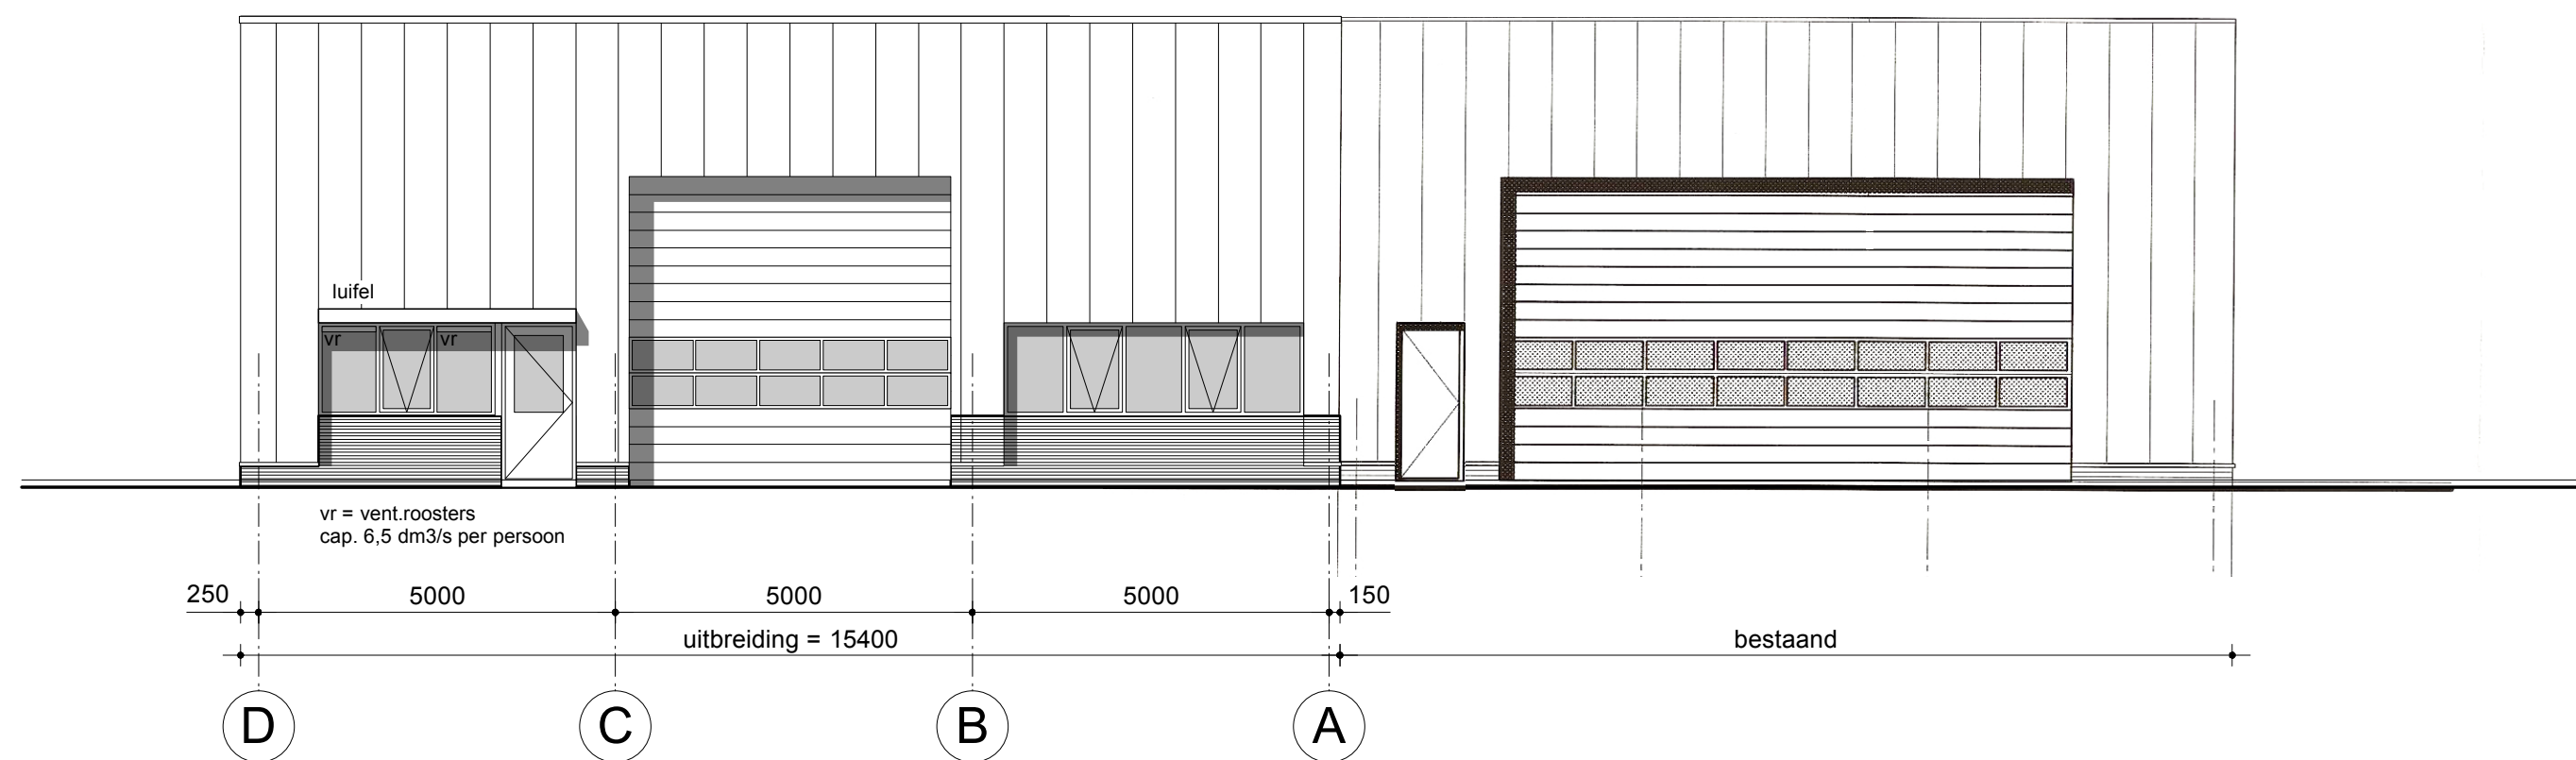 luifel
vr vr
vr = vent.roosters
cap. 6,5 dm3/s per persoon
250 5000 5000 5000 150
uitbreiding = 15400 bestaand
D C B A